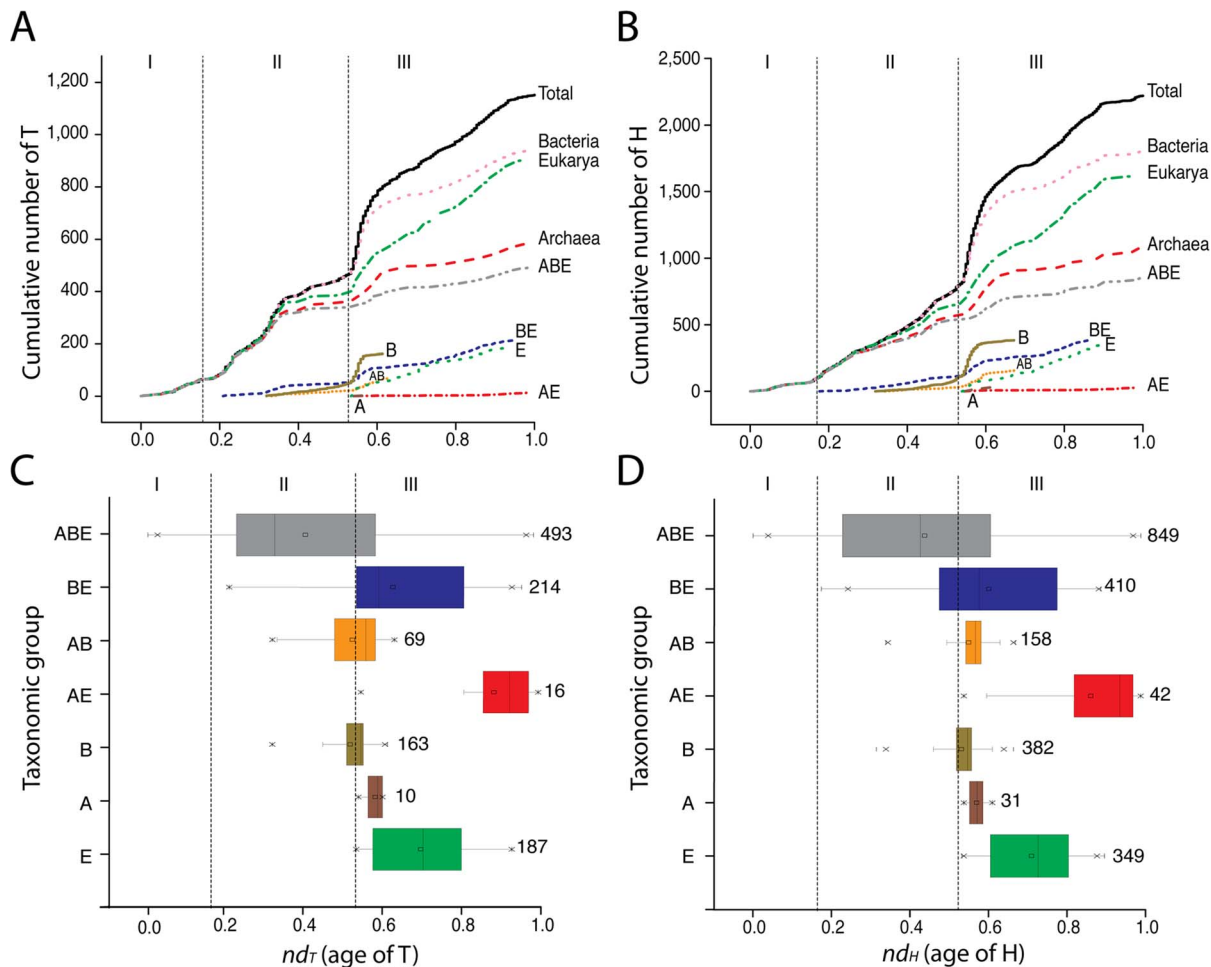 A
I II III
Cumulative number of T
1,200
1,000
800
600
400
200
0
Total
Bacteria
Eukarya
Archaea
ABE
BE
E
B
AB
A
AE
0.0 0.2 0.4 0.6 0.8 1.0
B
I II III
Cumulative number of H
2,500
2,000
1,500
1,000
500
0
Total
Bacteria
Eukarya
Archaea
ABE
BE
E
B
AB
A
AE
0.0 0.2 0.4 0.6 0.8 1.0
C
I II III
Taxonomic group
ABE 493
BE 214
AB 69
AE 16
B 163
A 10
E 187
0.0 0.2 0.4 0.6 0.8 1.0
ndT (age of T)
D
I II III
Taxonomic group
ABE 849
BE 410
AB 158
AE 42
B 382
A 31
E 349
0.0 0.2 0.4 0.6 0.8 1.0
ndH (age of H)